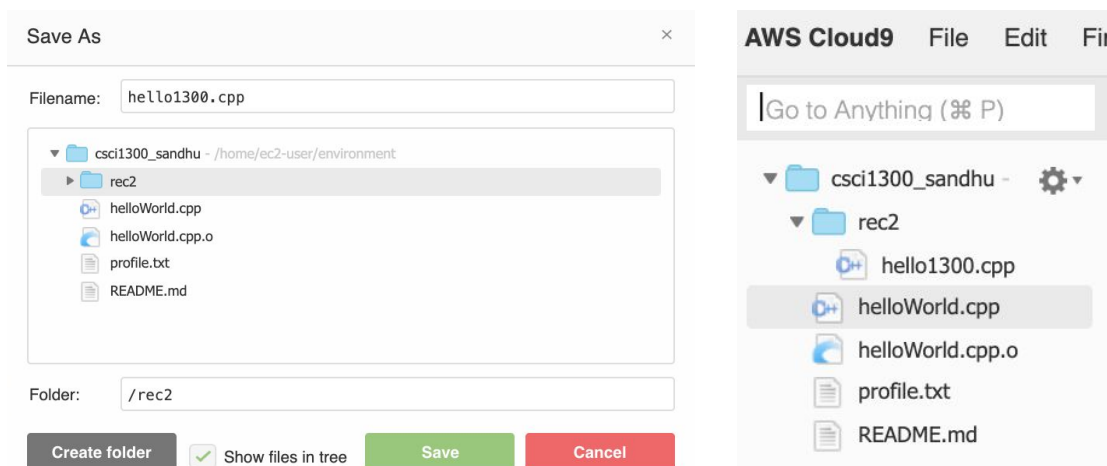 Save As ×
Filename: hello1300.cpp
csci1300_sandhu - /home/ec2-user/environment
rec2
helloWorld.cpp
helloWorld.cpp.o
profile.txt
README.md
Folder: /rec2
Create folder Show files in tree Save Cancel
AWS Cloud9 File Edit
Go to Anything (⌘ P)
csci1300_sandhu -
rec2
hello1300.cpp
helloWorld.cpp
helloWorld.cpp.o
profile.txt
README.md